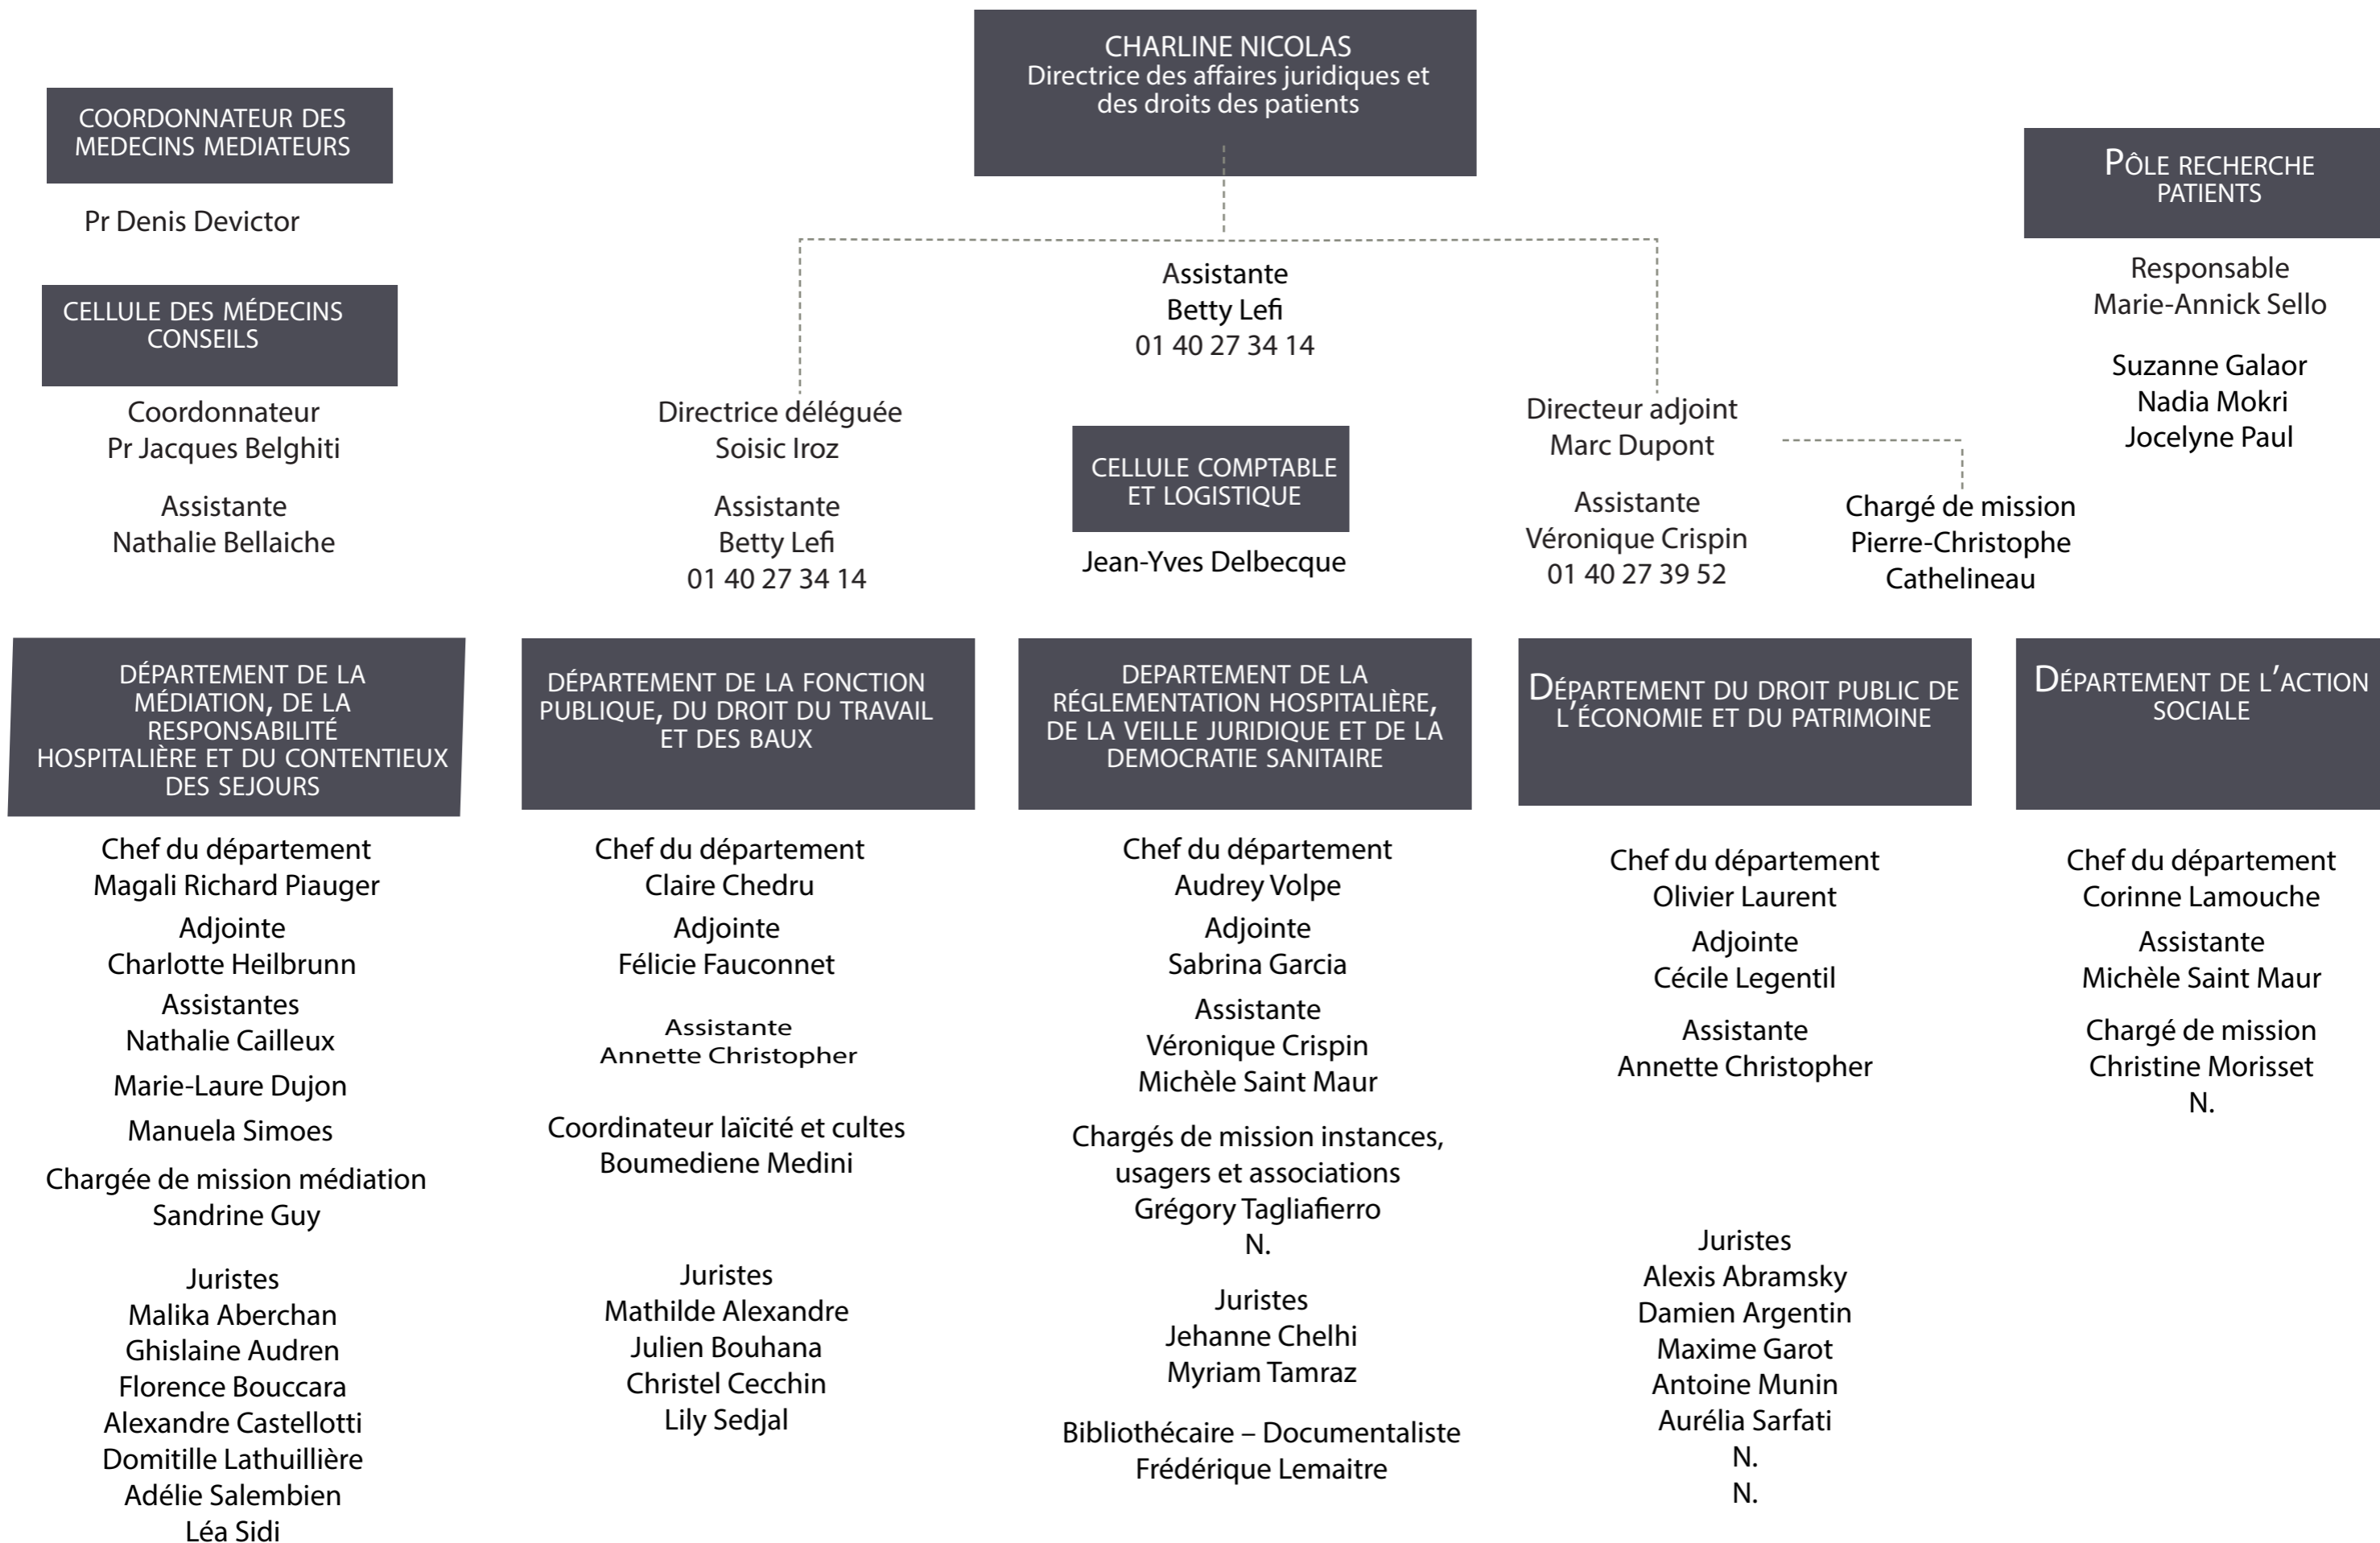 CHARLINE NICOLAS
Directrice des affaires juridiques et
des droits des patients
COORDONNATEUR DES
MEDECINS MEDIATEURS
Pr Denis Devictor
CELLULE DES MÉDECINS
CONSEILS
Coordonnateur
Pr Jacques Belghiti
Assistante
Nathalie Bellaiche
Assistante
Betty Lefi
01 40 27 34 14
Directrice déléguée
Soisic Iroz
Assistante
Betty Lefi
01 40 27 34 14
CELLULE COMPTABLE
ET LOGISTIQUE
Jean-Yves Delbecque
Directeur adjoint
Marc Dupont
Assistante
Véronique Crispin
01 40 27 39 52
Chargé de mission
Pierre-Christophe
Cathelineau
PÔLE RECHERCHE
PATIENTS
Responsable
Marie-Annick Sello
Suzanne Galaor
Nadia Mokri
Jocelyne Paul
DÉPARTEMENT DE LA
MÉDIATION, DE LA
RESPONSABILITÉ
HOSPITALIÈRE ET DU CONTENTIEUX
DES SEJOURS
Chef du département
Magali Richard Piauger
Adjointe
Charlotte Heilbrunn
Assistantes
Nathalie Cailleux
Marie-Laure Dujon
Manuela Simoes
Chargée de mission médiation
Sandrine Guy
Juristes
Malika Aberchan
Ghislaine Audren
Florence Bouccara
Alexandre Castellotti
Domitille Lathuillière
Adélie Salembien
Léa Sidi
DÉPARTEMENT DE LA FONCTION
PUBLIQUE, DU DROIT DU TRAVAIL
ET DES BAUX
Chef du département
Claire Chedru
Adjointe
Félicie Fauconnet
Assistante
Annette Christopher
Coordinateur laïcité et cultes
Boumediene Medini
Juristes
Mathilde Alexandre
Julien Bouhana
Christel Cecchin
Lily Sedjal
DEPARTEMENT DE LA
RÉGLEMENTATION HOSPITALIÈRE,
DE LA VEILLE JURIDIQUE ET DE LA
DEMOCRATIE SANITAIRE
Chef du département
Audrey Volpe
Adjointe
Sabrina Garcia
Assistante
Véronique Crispin
Michèle Saint Maur
Chargés de mission instances,
usagers et associations
Grégory Tagliafierro
N.
Juristes
Jehanne Chelhi
Myriam Tamraz
Bibliothécaire – Documentaliste
Frédérique Lemaitre
DÉPARTEMENT DU DROIT PUBLIC DE
L'ÉCONOMIE ET DU PATRIMOINE
Chef du département
Olivier Laurent
Adjointe
Cécile Legentil
Assistante
Annette Christopher
Juristes
Alexis Abramsky
Damien Argentin
Maxime Garot
Antoine Munin
Aurélia Sarfati
N.
N.
DÉPARTEMENT DE L'ACTION
SOCIALE
Chef du département
Corinne Lamouche
Assistante
Michèle Saint Maur
Chargé de mission
Christine Morisset
N.